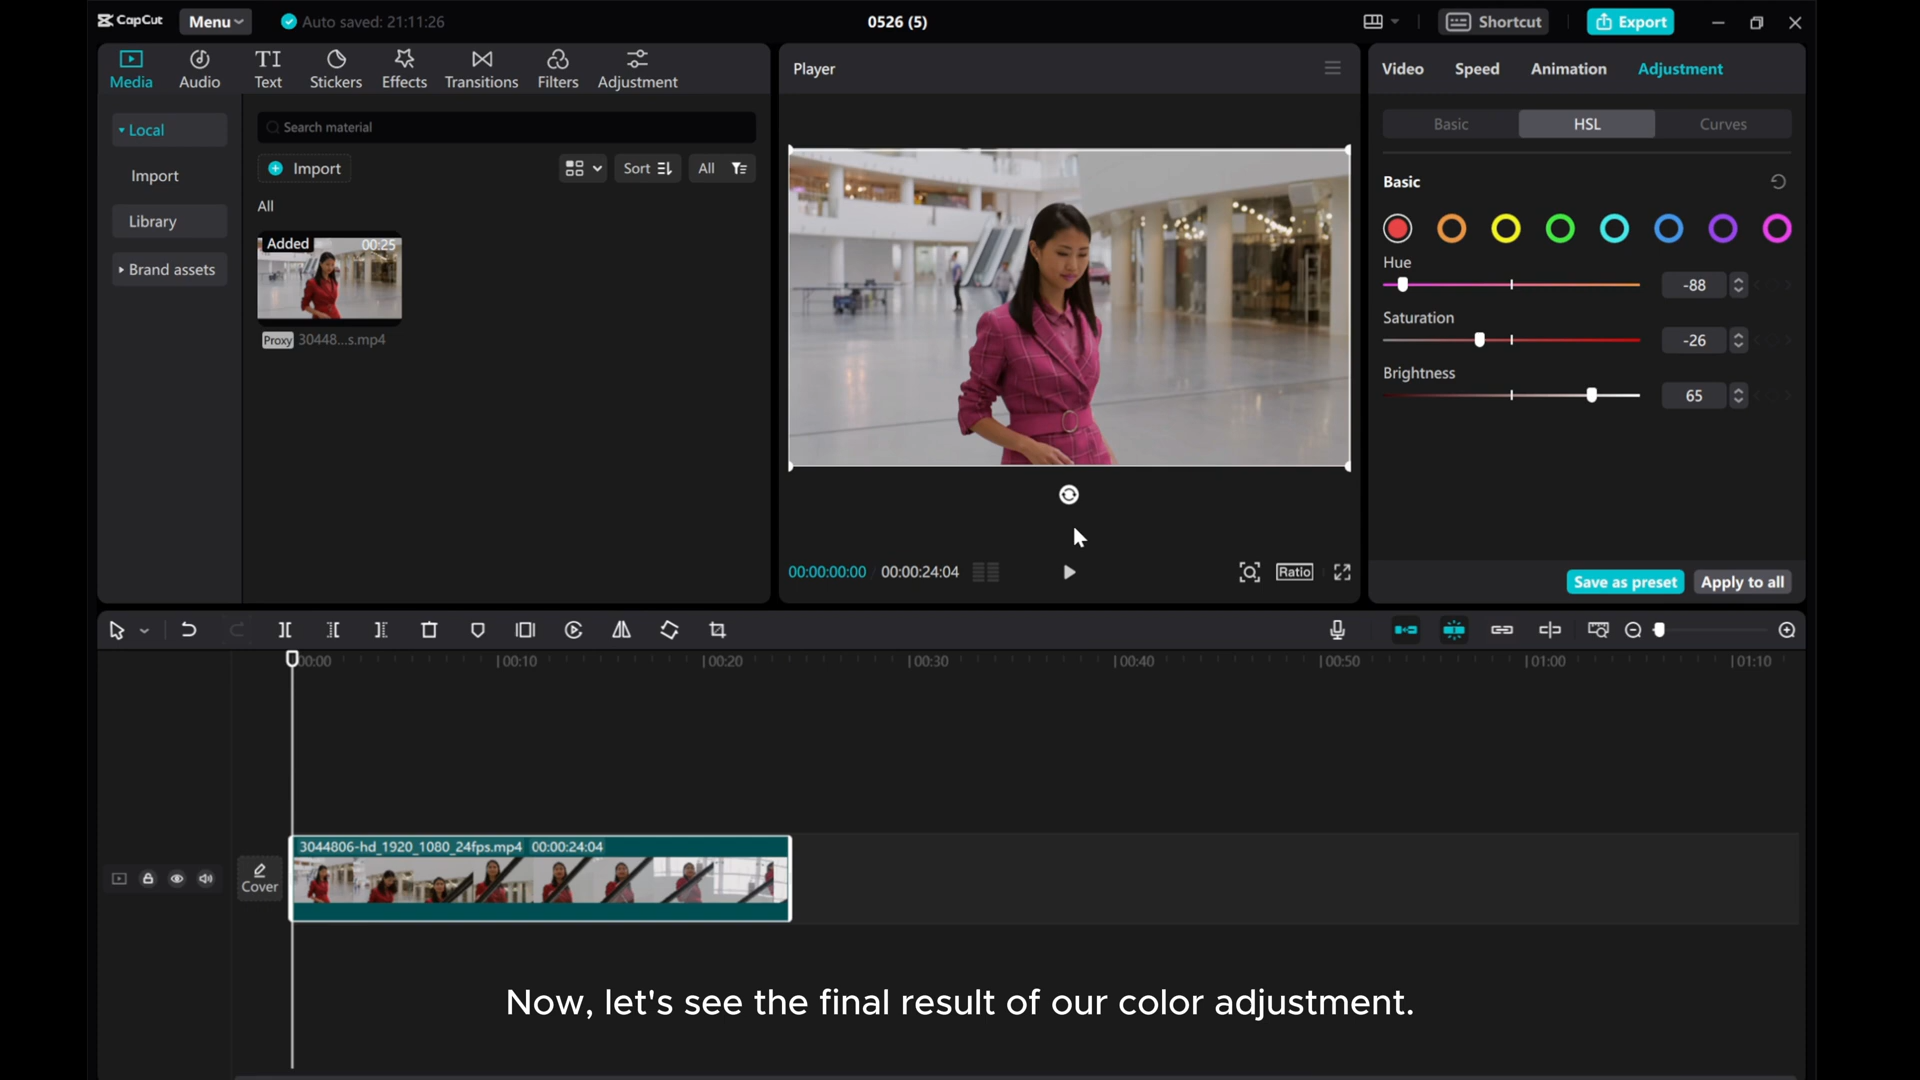 CapCut
Menu
Auto saved: 21:11:26
0526 (5)
Shortcut
Export
Media
Audio
Text
Stickers
Effects
Transitions
Filters
Adjustment
Local
Import
Library
Brand assets
Search material
Import
Sort
All
All
Added
00:25
Proxy
30448...s.mp4
Player
00:00:00:00
00:00:24:04
Ratio
Video
Speed
Animation
Adjustment
Basic
HSL
Curves
Basic
Hue
-88
Saturation
-26
Brightness
65
Save as preset
Apply to all
00:00
00:10
00:20
00:30
00:40
00:50
01:00
01:10
Cover
3044806-hd_1920_1080_24fps.mp4 00:00:24:04
Now, let's see the final result of our color adjustment.